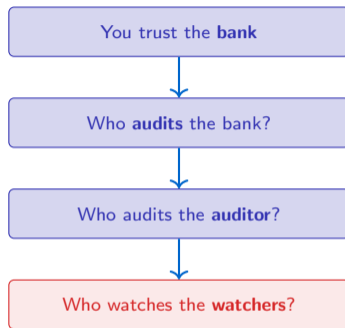 You trust the bank
Who audits the bank?
Who audits the auditor?
Who watches the watchers?